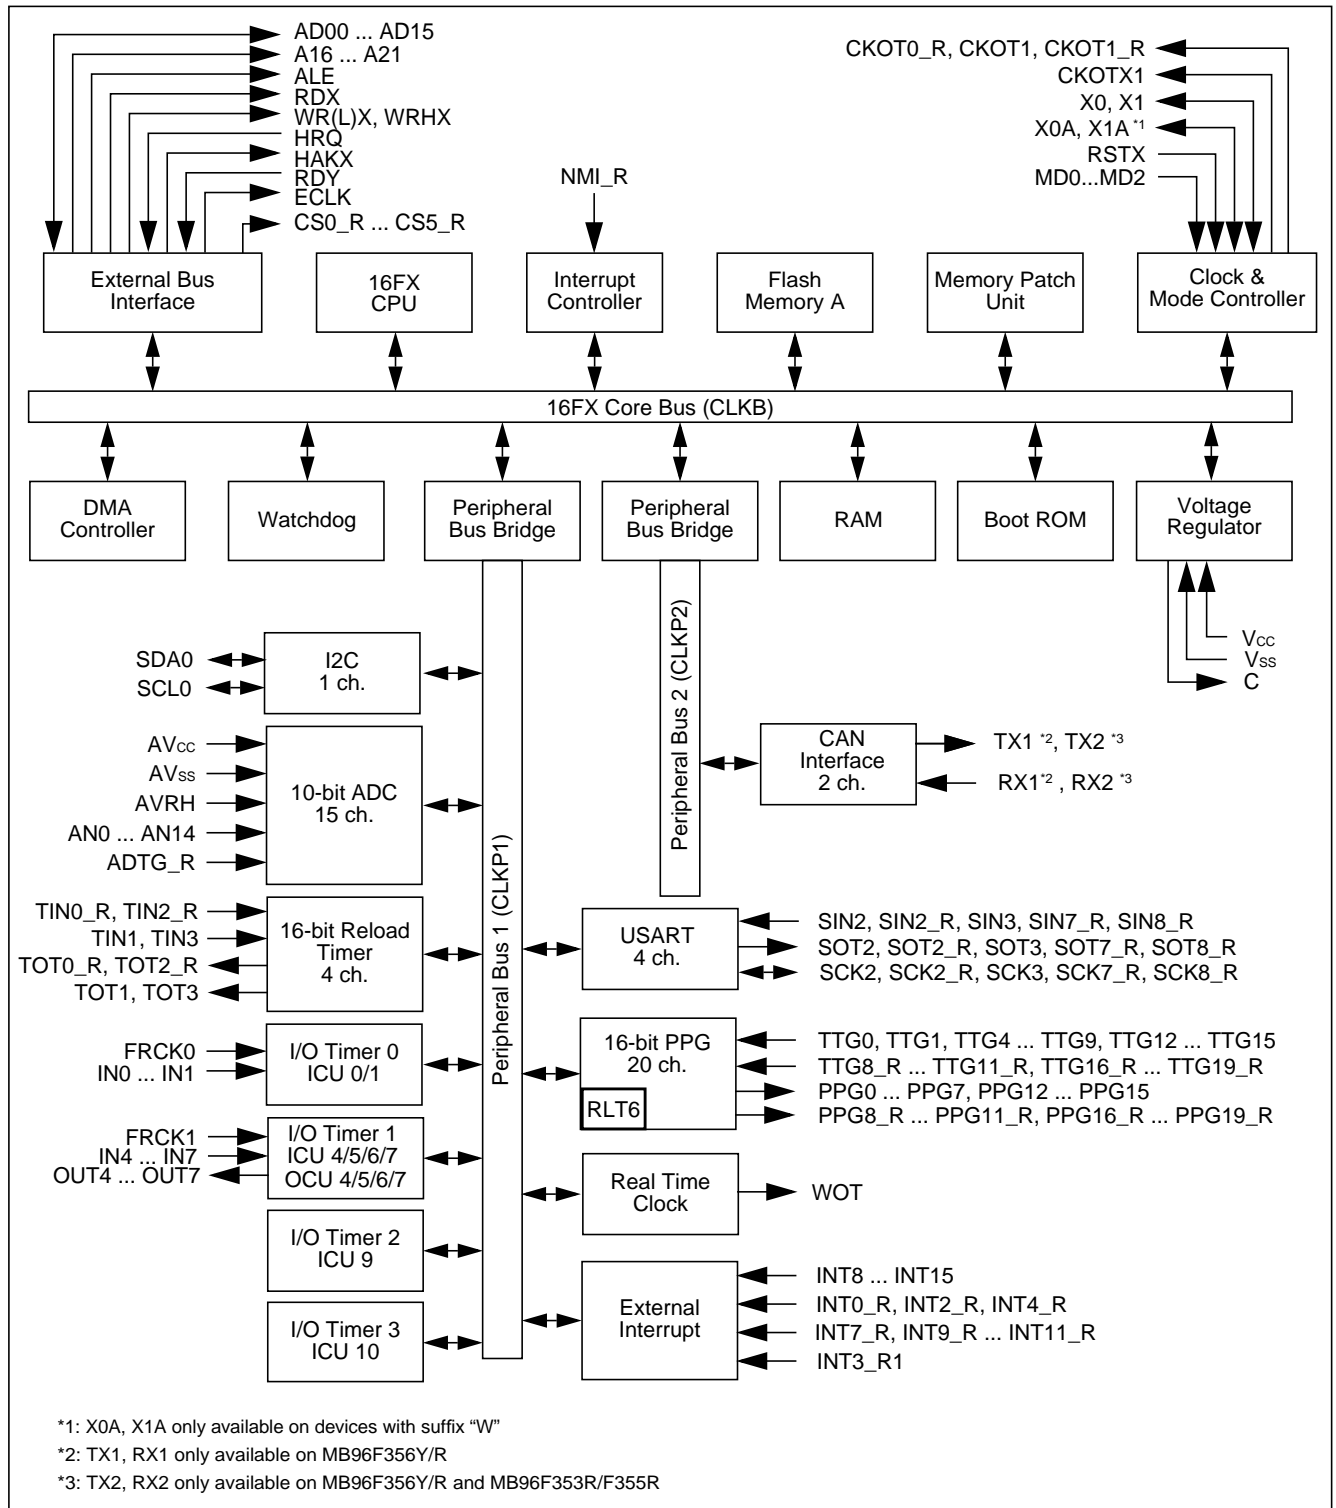 AD00 ... AD15
A16 ... A21
ALE
RDX
WR(L)X, WRHX
HRQ
HAKX
RDY
ECLK
CS0_R ... CS5_R
NMI_R
CKOT0_R, CKOT1, CKOT1_R
CKOTX1
X0, X1
X0A, X1A *1
RSTX
MD0...MD2
External Bus
Interface
16FX
CPU
Interrupt
Controller
Flash
Memory A
Memory Patch
Unit
Clock &
Mode Controller
16FX Core Bus (CLKB)
DMA
Controller
Watchdog
Peripheral
Bus Bridge
Peripheral
Bus Bridge
RAM
Boot ROM
Voltage
Regulator
Vcc
Vss
C
Peripheral Bus 1 (CLKP1)
Peripheral Bus 2 (CLKP2)
SDA0
SCL0
I2C
1 ch.
AVcc
AVss
AVRH
AN0 ... AN14
ADTG_R
10-bit ADC
15 ch.
TIN0_R, TIN2_R
TIN1, TIN3
TOT0_R, TOT2_R
TOT1, TOT3
16-bit Reload
Timer
4 ch.
FRCK0
IN0 ... IN1
I/O Timer 0
ICU 0/1
FRCK1
IN4 ... IN7
OUT4 ... OUT7
I/O Timer 1
ICU 4/5/6/7
OCU 4/5/6/7
I/O Timer 2
ICU 9
I/O Timer 3
ICU 10
CAN
Interface
2 ch.
TX1 *2, TX2 *3
RX1*2 , RX2 *3
USART
4 ch.
SIN2, SIN2_R, SIN3, SIN7_R, SIN8_R
SOT2, SOT2_R, SOT3, SOT7_R, SOT8_R
SCK2, SCK2_R, SCK3, SCK7_R, SCK8_R
16-bit PPG
20 ch.
RLT6
TTG0, TTG1, TTG4 ... TTG9, TTG12 ... TTG15
TTG8_R ... TTG11_R, TTG16_R ... TTG19_R
PPG0 ... PPG7, PPG12 ... PPG15
PPG8_R ... PPG11_R, PPG16_R ... PPG19_R
Real Time
Clock
WOT
External
Interrupt
INT8 ... INT15
INT0_R, INT2_R, INT4_R
INT7_R, INT9_R ... INT11_R
INT3_R1
*1: X0A, X1A only available on devices with suffix “W”
*2: TX1, RX1 only available on MB96F356Y/R
*3: TX2, RX2 only available on MB96F356Y/R and MB96F353R/F355R